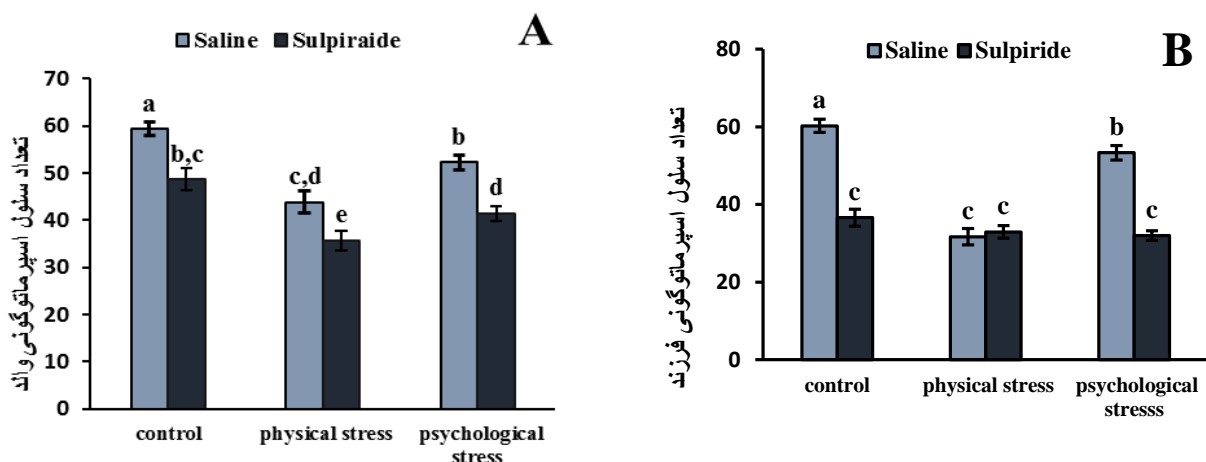 Saline Sulpiraide
A
70
60
50
40
30
20
10
0
تعداد سلول اسپرماتوگونی والد
a
b,c
c,d
e
b
d
control
physical stress
psychological
stress
Saline Sulpiride
B
80
60
40
20
0
تعداد سلول اسپرماتوگونی فرزند
a
c
c
c
b
c
control
physical stress
psychological
stresss